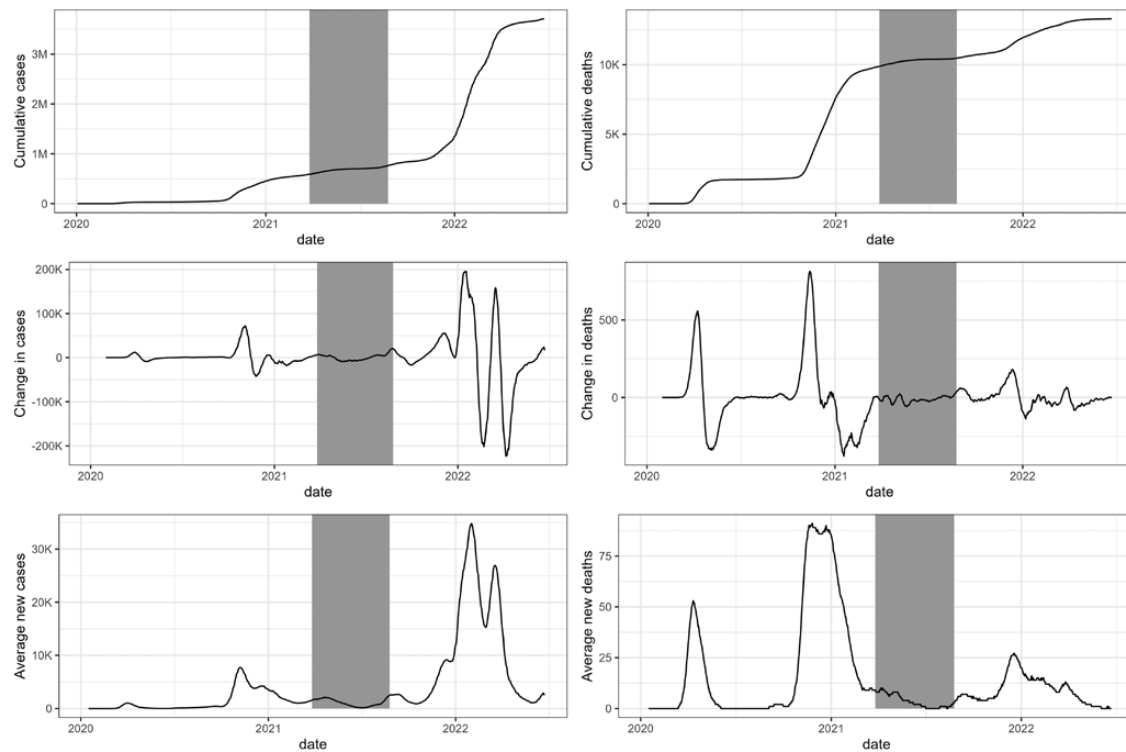 Cumulative cases
3M
2M
1M
0
2020
2021
2022
date
Cumulative deaths
10K
5K
0
2020
2021
2022
date
Change in cases
200K
100K
0
-100K
-200K
2020
2021
2022
date
Change in deaths
500
0
2020
2021
2022
date
Average new cases
30K
20K
10K
0
2020
2021
2022
date
Average new deaths
75
50
25
0
2020
2021
2022
date